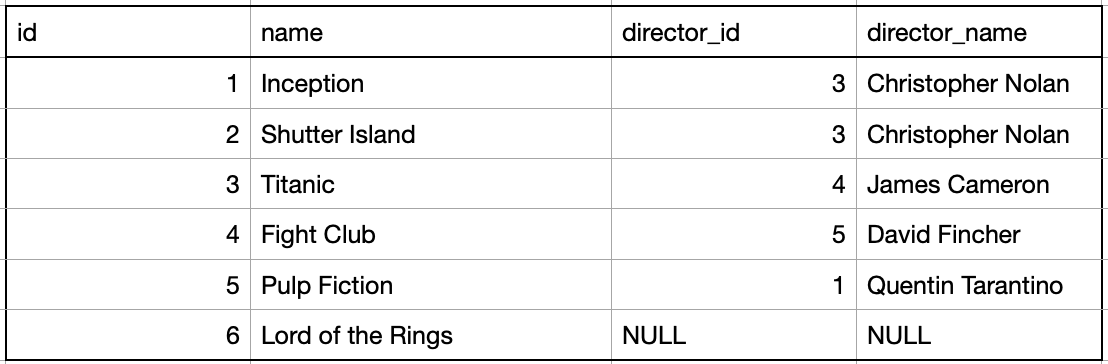 id name director_id director_name
1 Inception 3 Christopher Nolan
2 Shutter Island 3 Christopher Nolan
3 Titanic 4 James Cameron
4 Fight Club 5 David Fincher
5 Pulp Fiction 1 Quentin Tarantino
6 Lord of the Rings NULL NULL